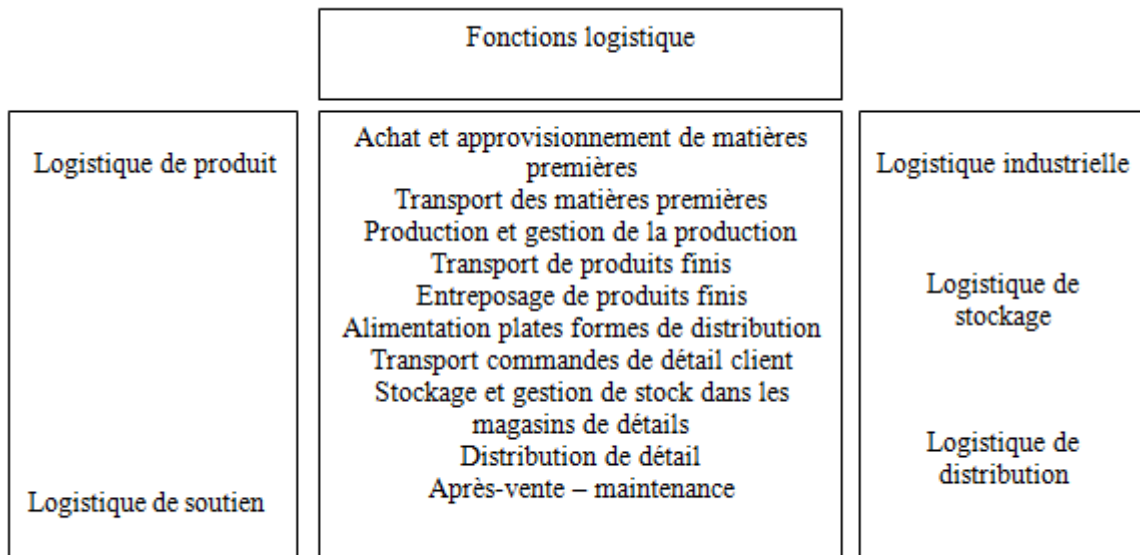 Fonctions logistique
Logistique de produit
Logistique de soutien
Achat et approvisionnement de matières
premières
Transport des matières premières
Production et gestion de la production
Transport de produits finis
Entreposage de produits finis
Alimentation plates formes de distribution
Transport commandes de détail client
Stockage et gestion de stock dans les
magasins de détails
Distribution de détail
Après-vente – maintenance
Logistique industrielle
Logistique de
stockage
Logistique de
distribution